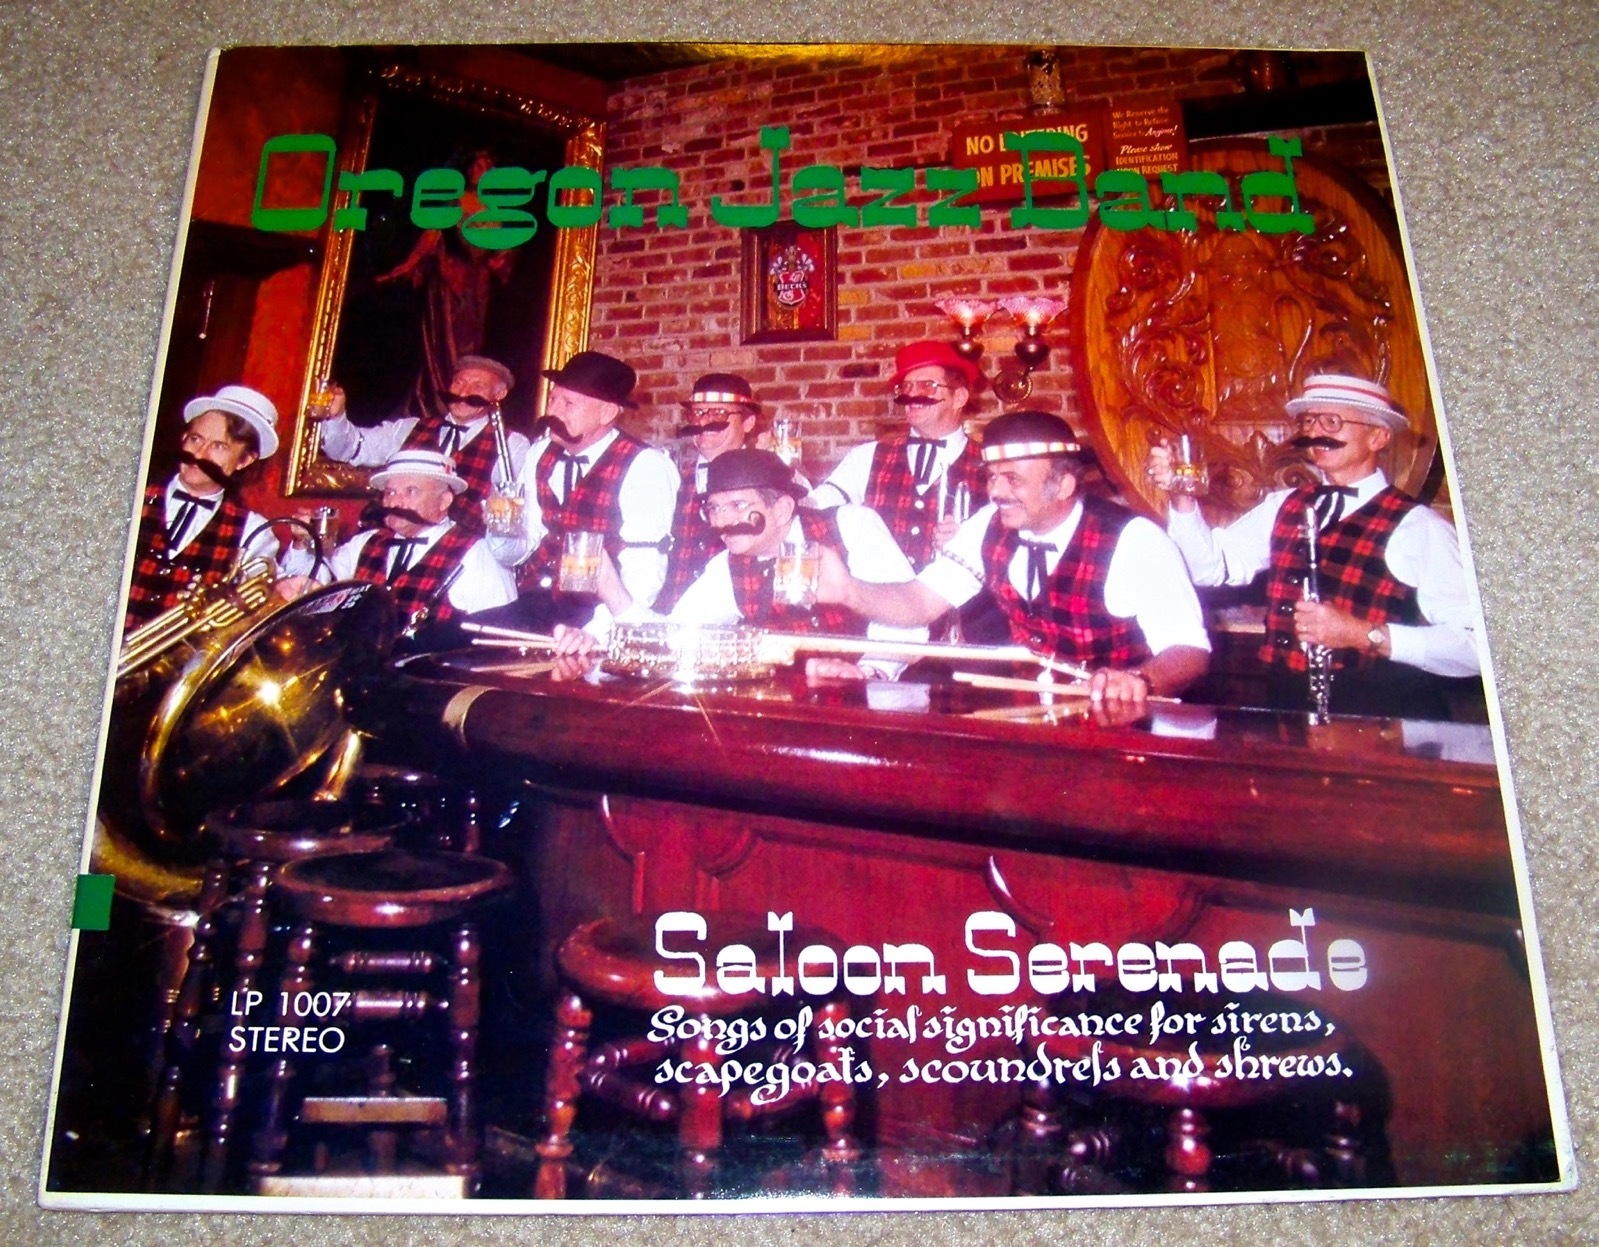 Oregon Jazz Band
NO LOITERING
ON PREMISES
We Reserve the
Right to Refuse
Service to Anyone!
Please show
IDENTIFICATION
UPON REQUEST
BECK'S
Saloon Serenade
Songs of social significance for sirens,
scapegoats, scoundrels and shrews.
LP 1007
STEREO